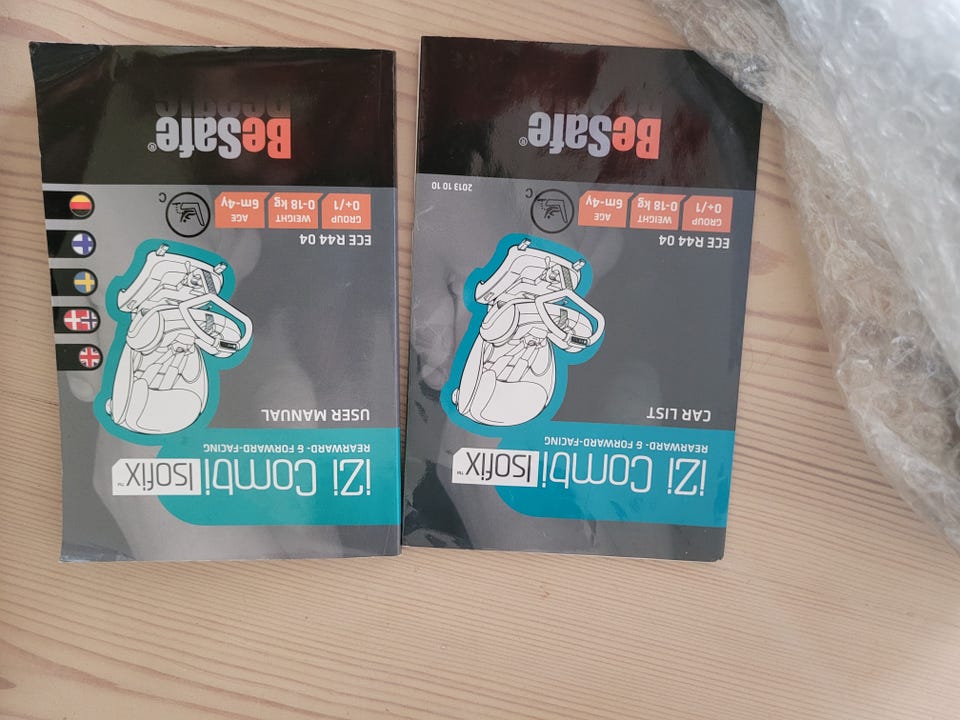 iZi Combi Isofix™
REARWARD- & FORWARD-FACING
USER MANUAL
ECE R44 04
GROUP
0+/1
WEIGHT
0-18 kg
AGE
6m-4y
C
BeSafe®
iZi Combi Isofix™
REARWARD- & FORWARD-FACING
CAR LIST
ECE R44 04
GROUP
0+/1
WEIGHT
0-18 kg
AGE
6m-4y
2013 10 10
BeSafe®